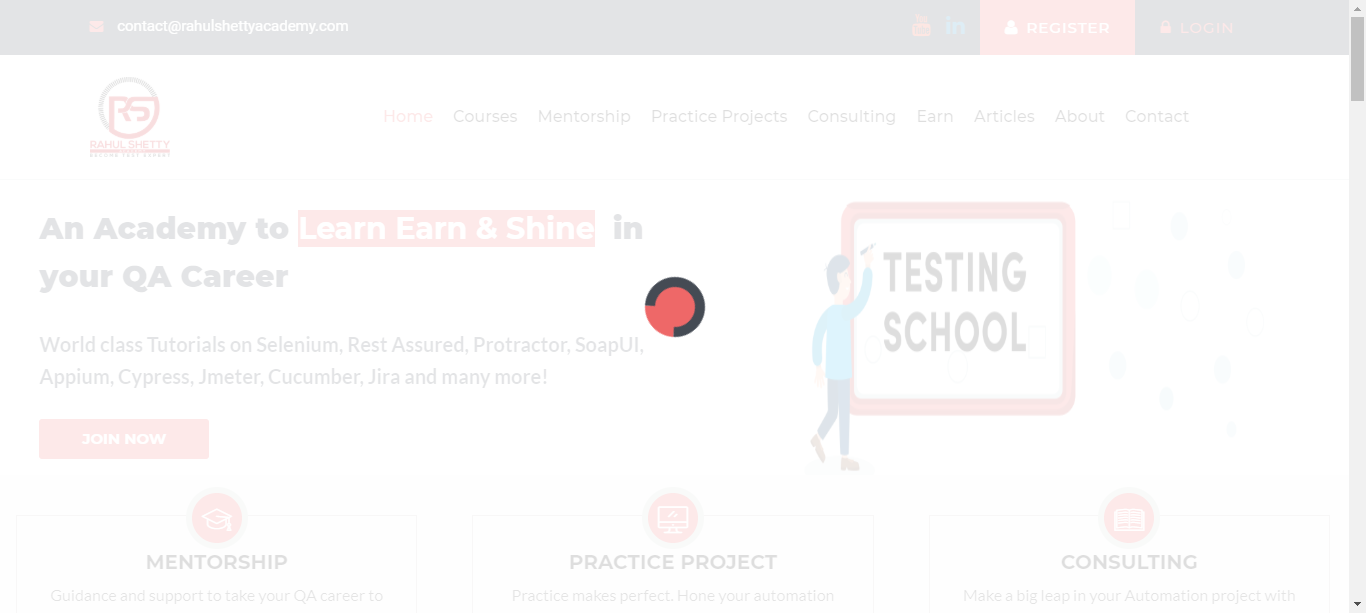 contact@rahulshettyacademy.com
REGISTER
LOGIN
RS
RAHUL SHETTY
Home Courses Mentorship Practice Projects Consulting Earn Articles About Contact
An Academy to Learn Earn & Shine in
your QA Career
World class Tutorials on Selenium, Rest Assured, Protractor, SoapUI,
Appium, Cypress, Jmeter, Cucumber, Jira and many more!
JOIN NOW
TESTING
SCHOOL
MENTORSHIP
Guidance and support to take your QA career to
PRACTICE PROJECT
Practice makes perfect. Hone your automation
CONSULTING
Make a big leap in your Automation project with